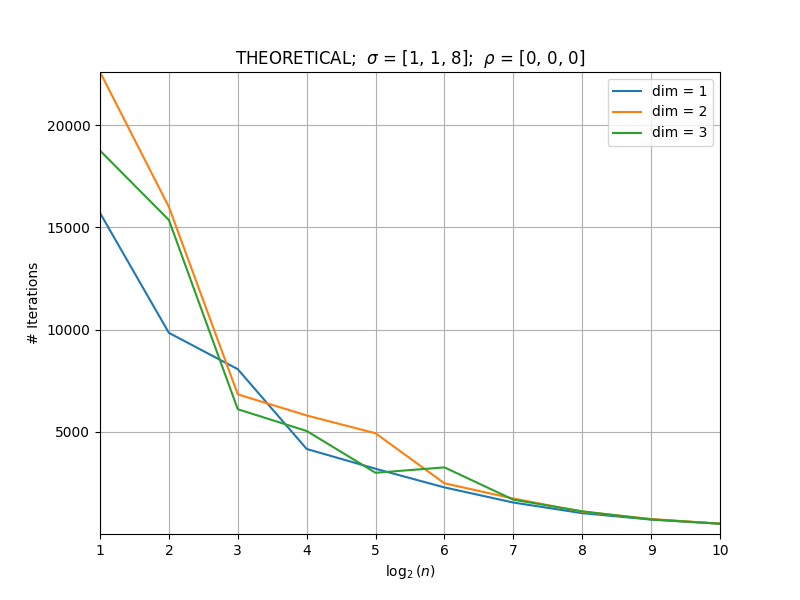 THEORETICAL;  σ = [1, 1, 8];  ρ = [0, 0, 0]
dim = 1
dim = 2
dim = 3
# Iterations
20000
15000
10000
5000
1 2 3 4 5 6 7 8 9 10
log₂(n)